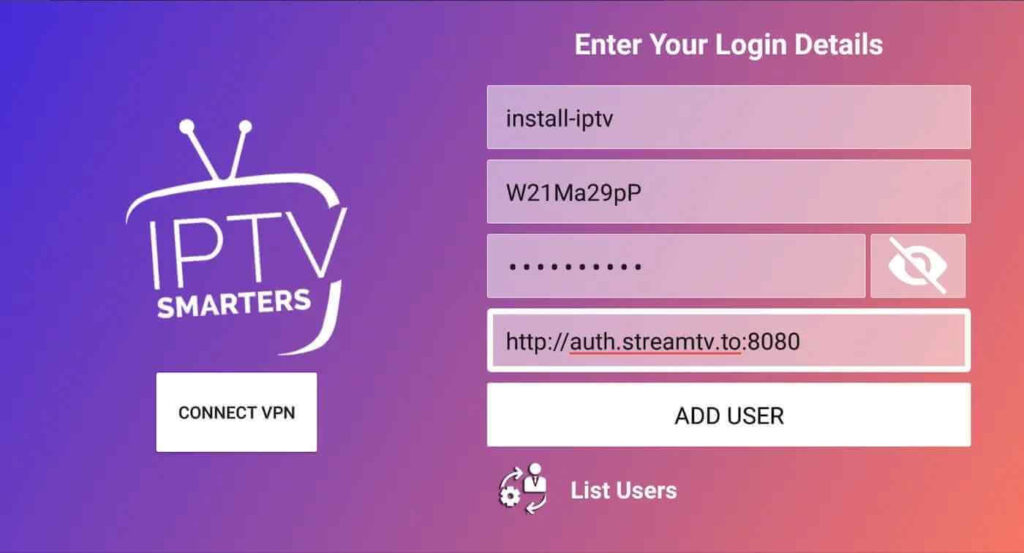 Enter Your Login Details
install-iptv
W21Ma29pP
••••••••••
http://auth.streamtv.to:8080
ADD USER
List Users
IPTV
SMARTERS
CONNECT VPN